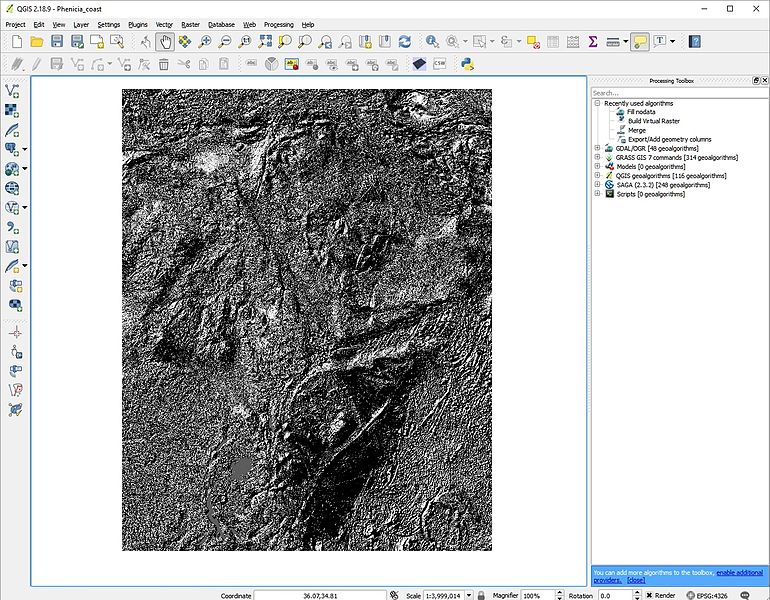 QGIS 2.18.9 - Phenicia_coast
Project Edit View Layer Settings Plugins Vector Raster Database Web Processing Help
Processing Toolbox
Search...
Recently used algorithms
Fill nodata
Build Virtual Raster
Merge
Export/Add geometry columns
GDAL/OGR [48 geoalgorithms]
GRASS GIS 7 commands [314 geoalgorithms]
Models [0 geoalgorithms]
QGIS geoalgorithms [116 geoalgorithms]
SAGA (2.3.2) [248 geoalgorithms]
Scripts [0 geoalgorithms]
You can add more algorithms to the toolbox, enable additional
providers. [close]
Coordinate 36.07,34.81 Scale 1:3,999,014 Magnifier 100% Rotation 0.0 Render EPSG:4326